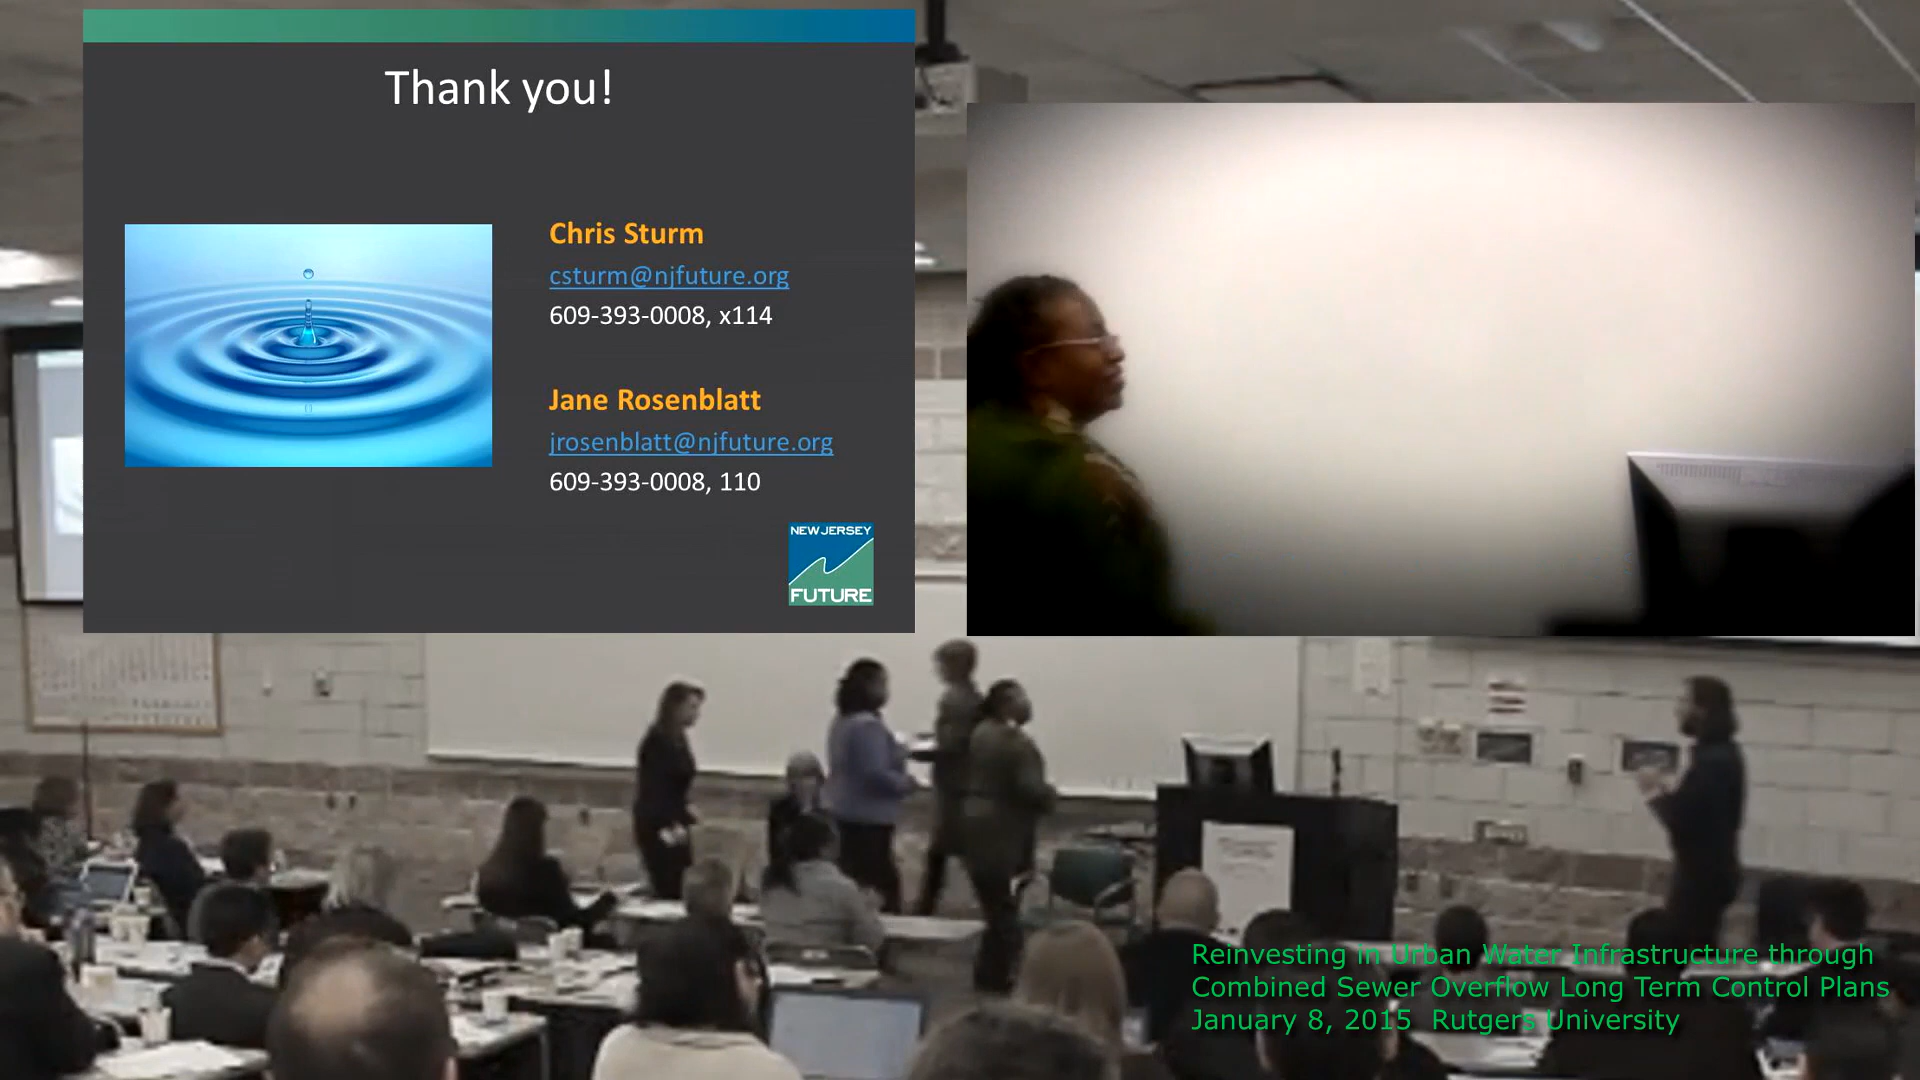 Thank you!
Chris Sturm
csturm@njfuture.org
609-393-0008, x114
Jane Rosenblatt
jrosenblatt@njfuture.org
609-393-0008, 110
NEW JERSEY
FUTURE
Reinvesting in Urban Water Infrastructure through
Combined Sewer Overflow Long Term Control Plans
January 8, 2015 Rutgers University